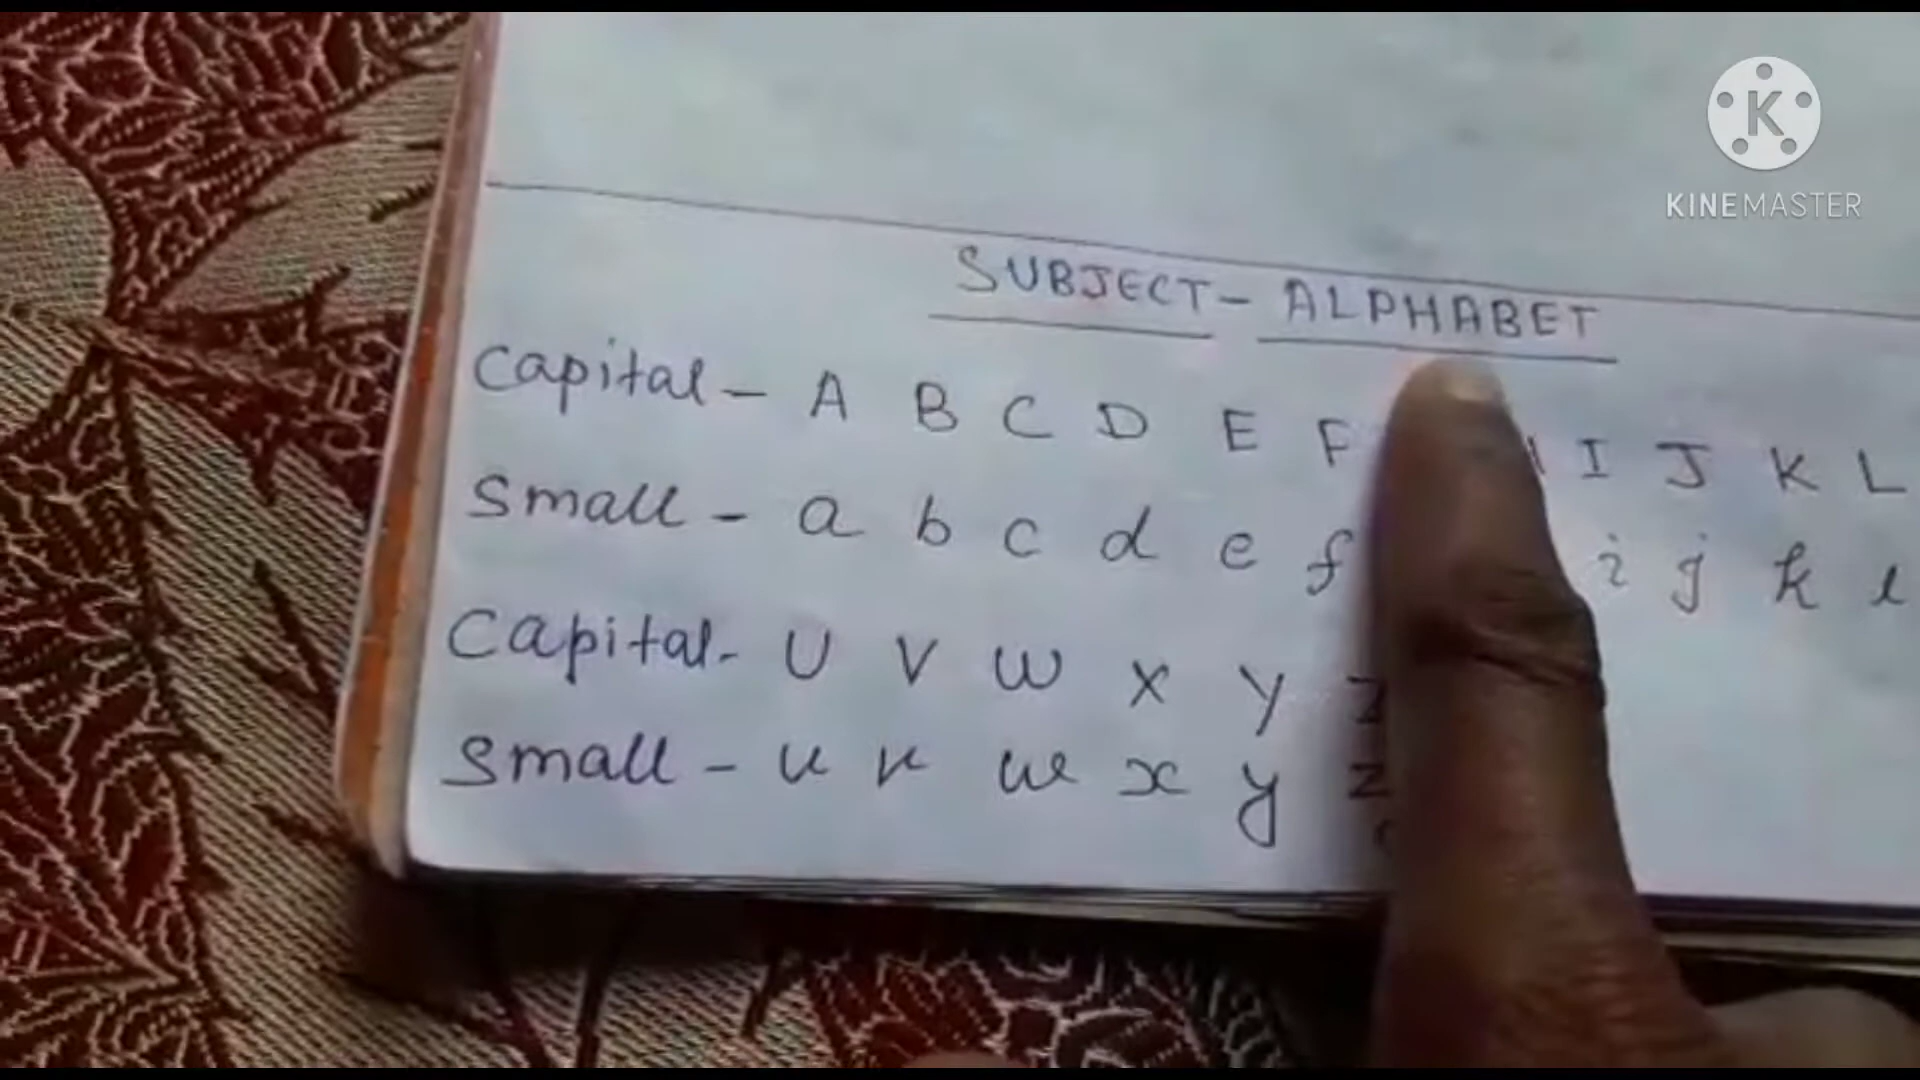 K
KINEMASTER
SUBJECT - ALPHABET
Capital - A B C D E F I J K L
Small - a b c d e f i j k l
Capital - U V W X Y Z
Small - u v w x y z